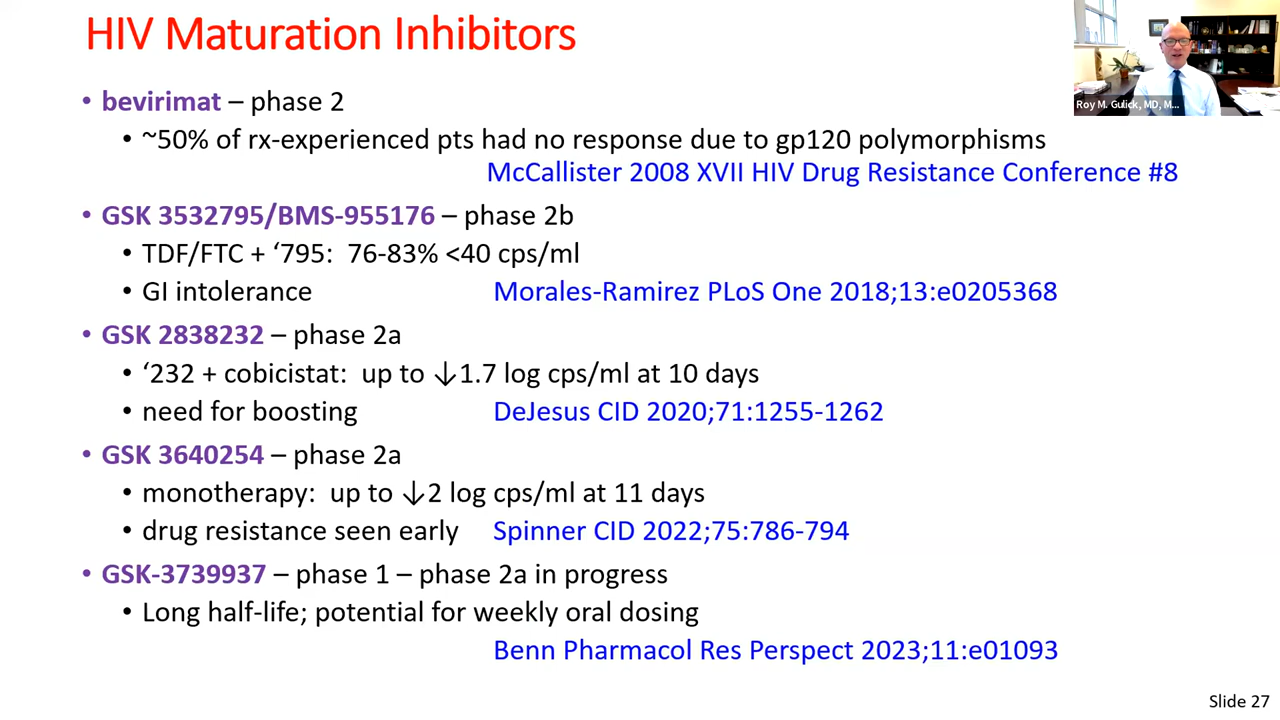 HIV Maturation Inhibitors
Roy M. Gulick, MD, M...
• bevirimat – phase 2
• ~50% of rx-experienced pts had no response due to gp120 polymorphisms
McCallister 2008 XVII HIV Drug Resistance Conference #8
• GSK 3532795/BMS-955176 – phase 2b
• TDF/FTC + ‘795: 76-83% <40 cps/ml
• GI intolerance Morales-Ramirez PLoS One 2018;13:e0205368
• GSK 2838232 – phase 2a
• ‘232 + cobicistat: up to ↓1.7 log cps/ml at 10 days
• need for boosting DeJesus CID 2020;71:1255-1262
• GSK 3640254 – phase 2a
• monotherapy: up to ↓2 log cps/ml at 11 days
• drug resistance seen early Spinner CID 2022;75:786-794
• GSK-3739937 – phase 1 – phase 2a in progress
• Long half-life; potential for weekly oral dosing
Benn Pharmacol Res Perspect 2023;11:e01093
Slide 27